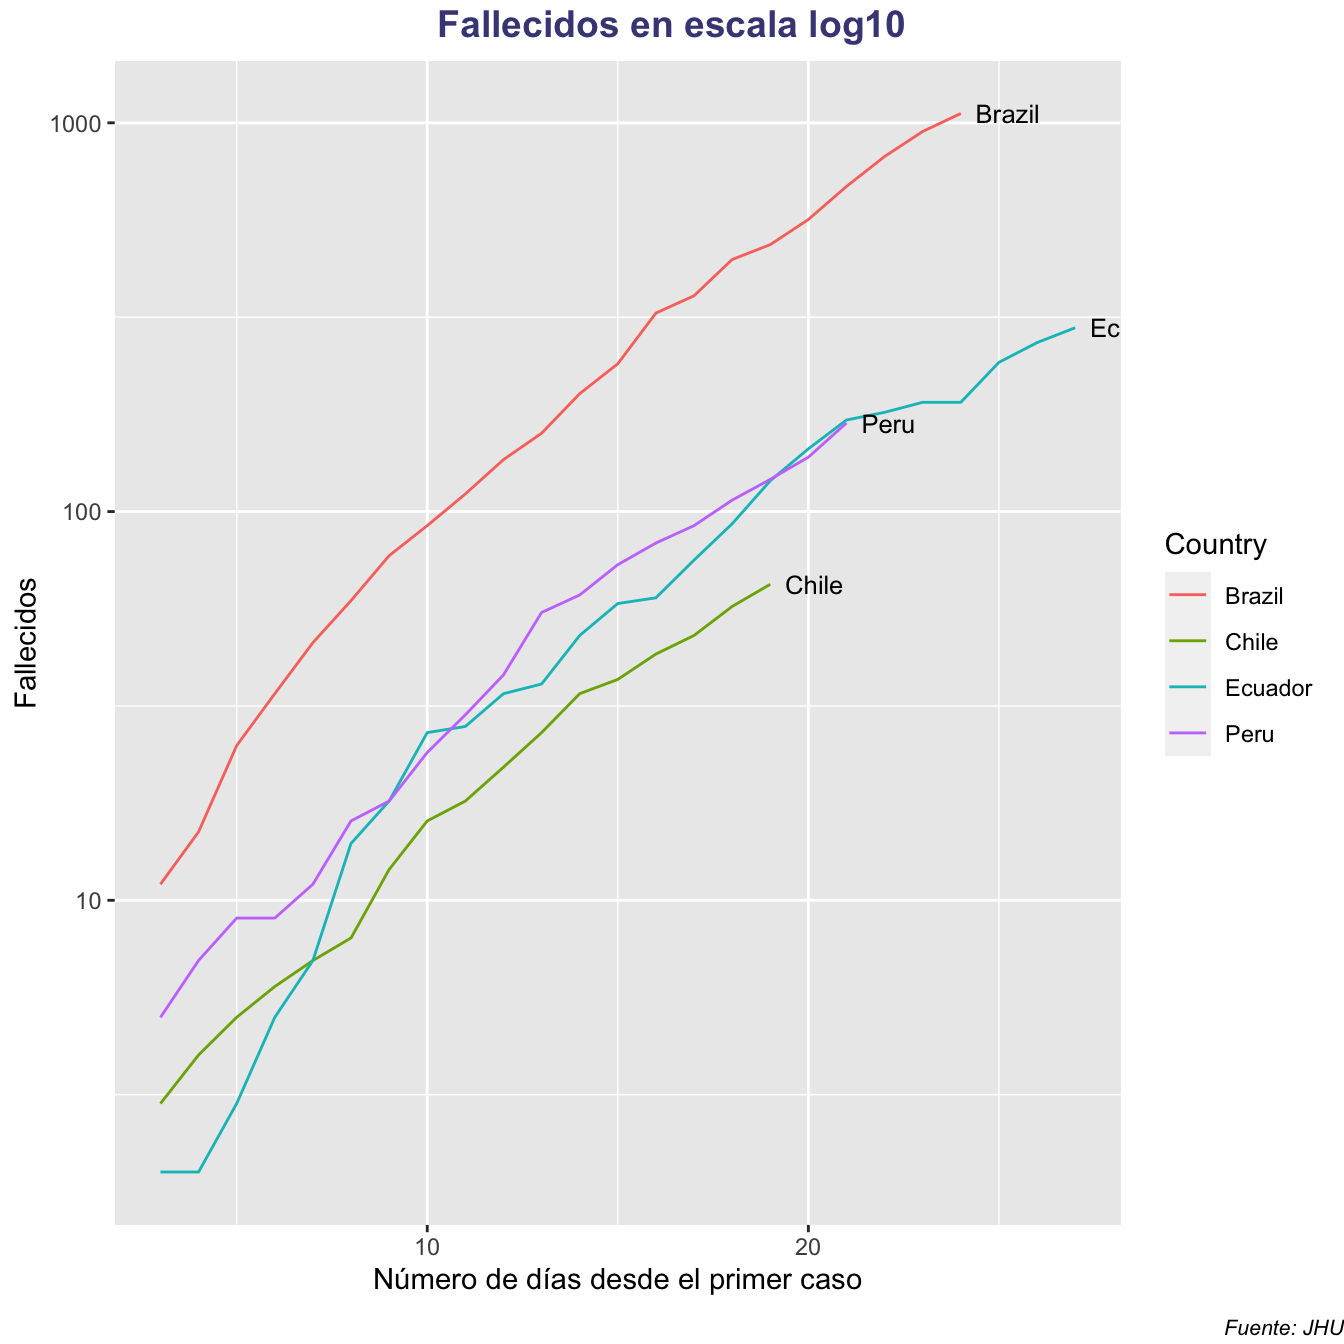 Fallecidos en escala log10
1000
100
10
Fallecidos
Brazil
Ec
Peru
Chile
10
20
Número de días desde el primer caso
Country
Brazil
Chile
Ecuador
Peru
Fuente: JHU